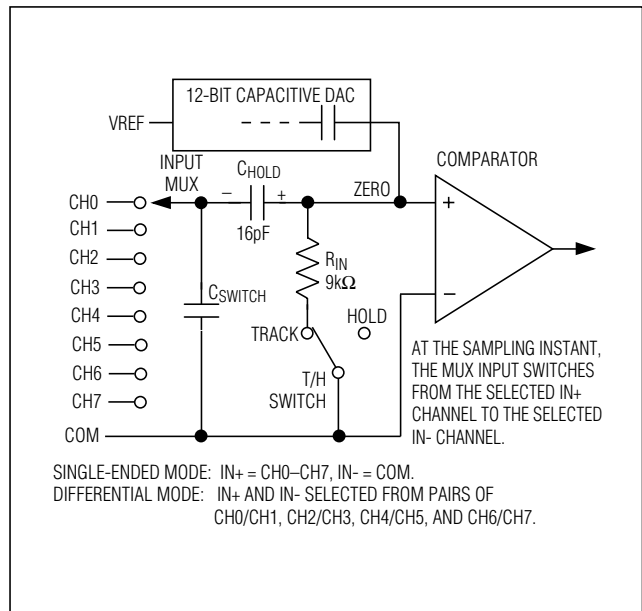 12-BIT CAPACITIVE DAC
VREF
COMPARATOR
INPUT
MUX
CHOLD
ZERO
− +
16pF
CH0
CH1
CH2
CH3
CH4
CH5
CH6
CH7
COM
CSWITCH
RIN
9kΩ
+
−
HOLD
TRACK
T/H
SWITCH
AT THE SAMPLING INSTANT,
THE MUX INPUT SWITCHES
FROM THE SELECTED IN+
CHANNEL TO THE SELECTED
IN- CHANNEL.
SINGLE-ENDED MODE: IN+ = CH0–CH7, IN- = COM.
DIFFERENTIAL MODE: IN+ AND IN- SELECTED FROM PAIRS OF
CH0/CH1, CH2/CH3, CH4/CH5, AND CH6/CH7.